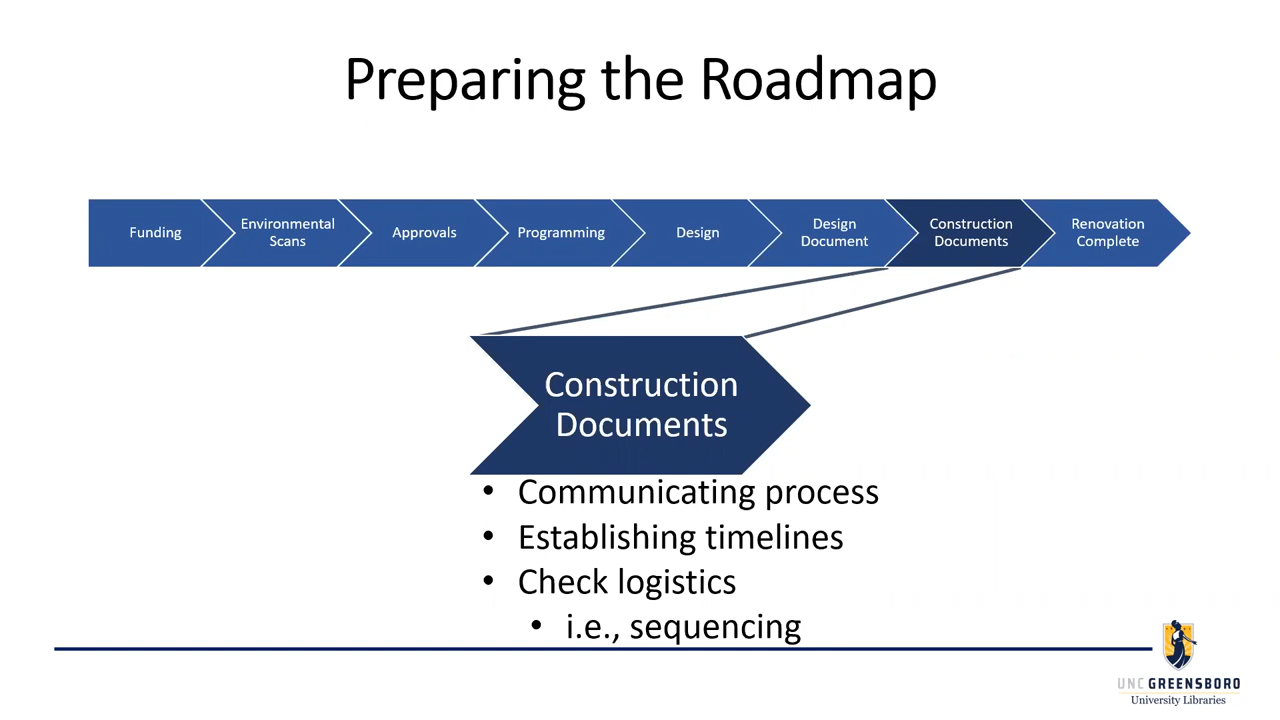 Preparing the Roadmap
Funding
Environmental
Scans
Approvals
Programming
Design
Design
Document
Construction
Documents
Renovation
Complete
Construction
Documents
• Communicating process
• Establishing timelines
• Check logistics
• i.e., sequencing
UNC GREENSBORO
University Libraries